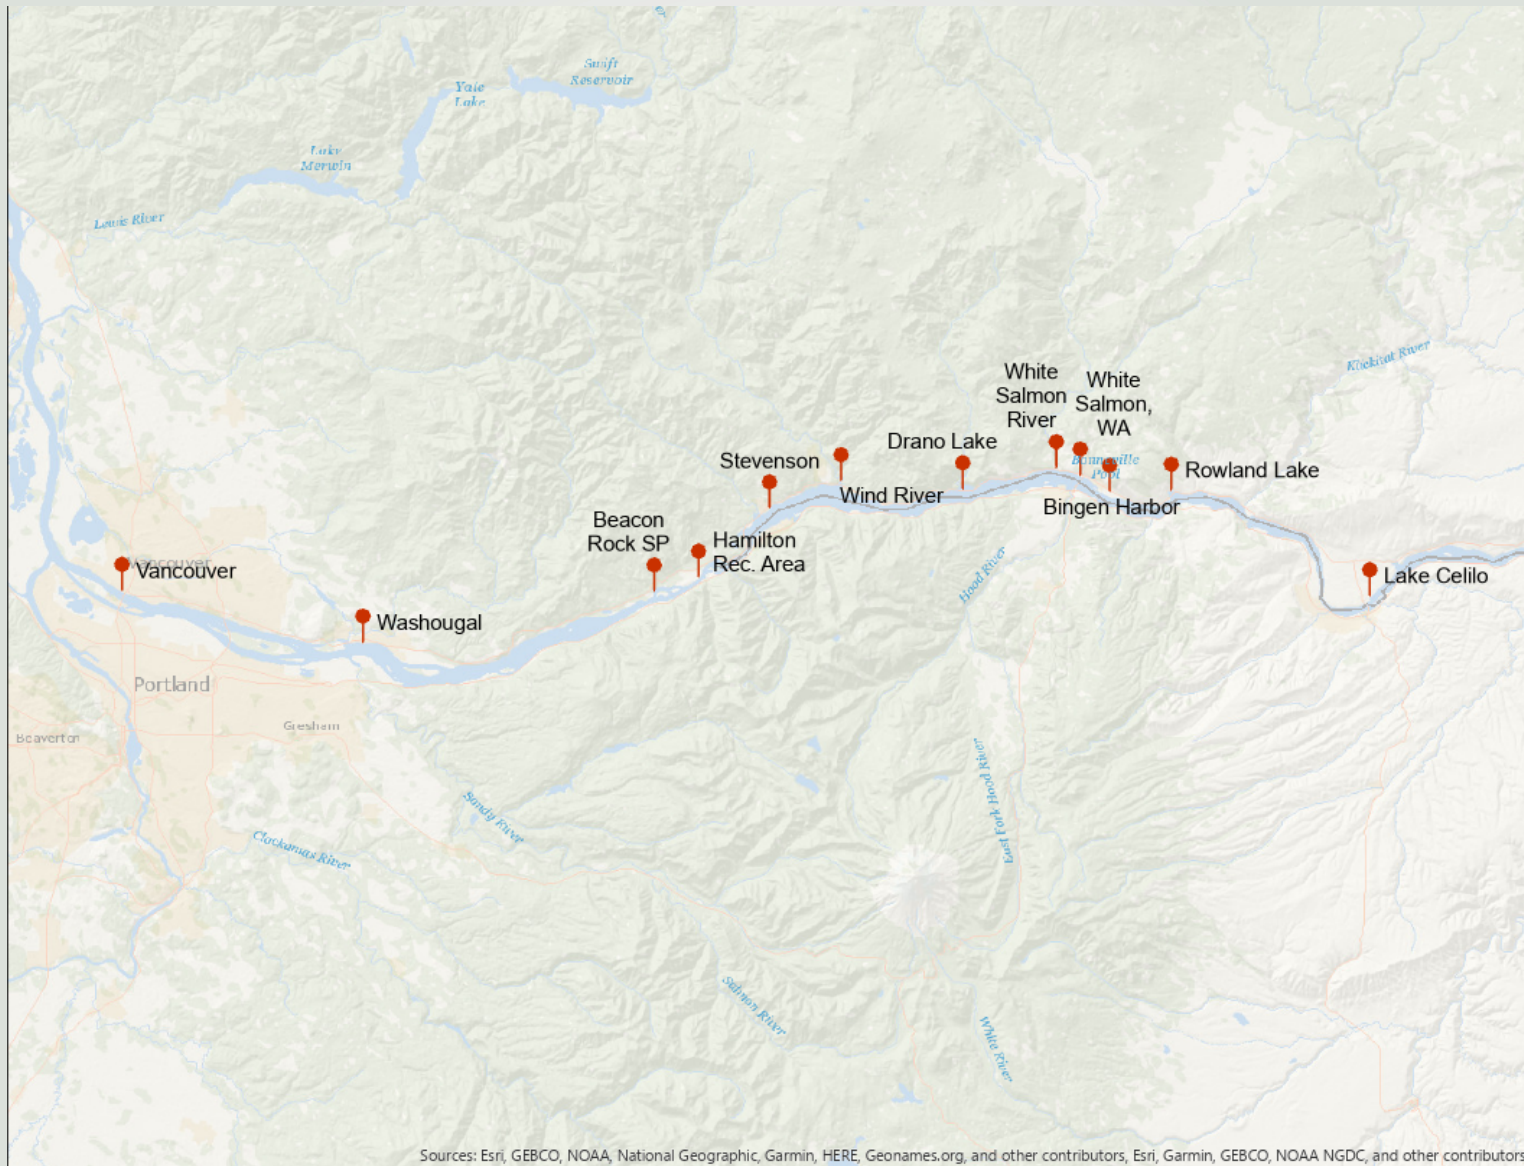 Swift
Reservoir
Yale
Lake
Lake
Merwin
Lewis River
Klickitat River
White
Salmon
River
White
Salmon,
WA
Drano Lake
Stevenson
Bonneville
Pool
Rowland Lake
Wind River
Bingen Harbor
Beacon
Rock SP
Hamilton
Rec. Area
Vancouver
Vancouver
Hood River
Lake Celilo
Washougal
Portland
Gresham
Beaverton
East Fork Hood River
Sandy River
Clackamas River
Salmon River
White River
Sources: Esri, GEBCO, NOAA, National Geographic, Garmin, HERE, Geonames.org, and other contributors, Esri, Garmin, GEBCO, NOAA NGDC, and other contributors